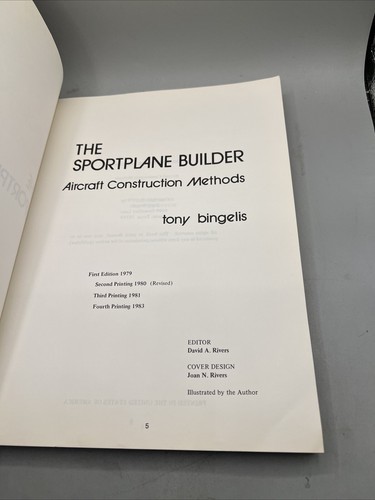 THE
SPORTPLANE BUILDER
Aircraft Construction Methods
tony bingelis
First Edition 1979
Second Printing 1980 (Revised)
Third Printing 1981
Fourth Printing 1983
EDITOR
David A. Rivers
COVER DESIGN
Joan N. Rivers
Illustrated by the Author
5